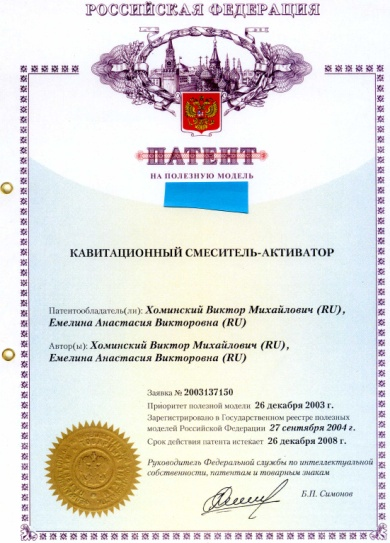 РОССИЙСКАЯ ФЕДЕРАЦИЯ
ПАТЕНТ
НА ПОЛЕЗНУЮ МОДЕЛЬ
КАВИТАЦИОННЫЙ СМЕСИТЕЛЬ-АКТИВАТОР
Патентообладатель(ли): Хоминский Виктор Михайлович (RU),
Емелина Анастасия Викторовна (RU)
Автор(ы): Хоминский Виктор Михайлович (RU),
Емелина Анастасия Викторовна (RU)
Заявка № 2003137150
Приоритет полезной модели 26 декабря 2003 г.
Зарегистрировано в Государственном реестре полезных
моделей Российской Федерации 27 сентября 2004 г.
Срок действия патента истекает 26 декабря 2008 г.
Руководитель Федеральной службы по интеллектуальной
собственности, патентам и товарным знакам
Б.П. Симонов